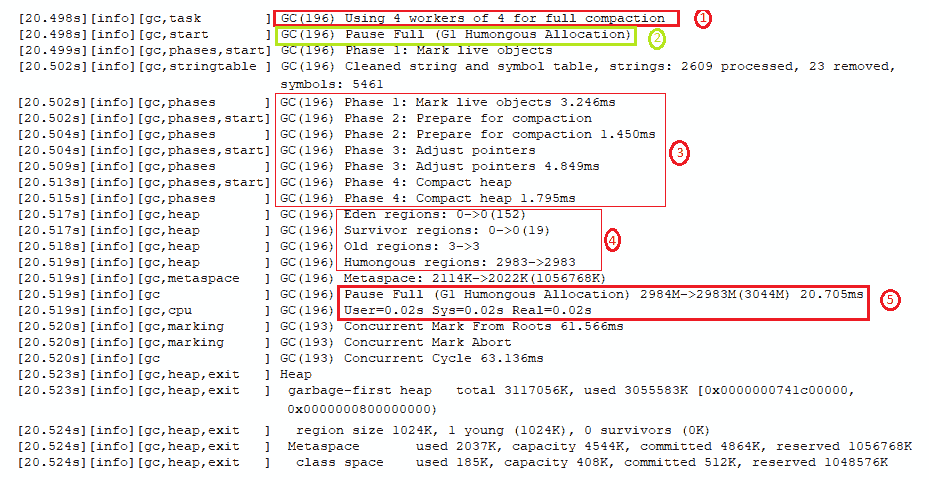 [20.498s][info][gc,task ] GC(196) Using 4 workers of 4 for full compaction 1
[20.498s][info][gc,start ] GC(196) Pause Full (G1 Humongous Allocation) 2
[20.499s][info][gc,phases,start] GC(196) Phase 1: Mark live objects
[20.502s][info][gc,stringtable ] GC(196) Cleaned string and symbol table, strings: 2609 processed, 23 removed,
symbols: 5461
[20.502s][info][gc,phases ] GC(196) Phase 1: Mark live objects 3.246ms
[20.502s][info][gc,phases,start] GC(196) Phase 2: Prepare for compaction
[20.504s][info][gc,phases ] GC(196) Phase 2: Prepare for compaction 1.450ms
[20.504s][info][gc,phases,start] GC(196) Phase 3: Adjust pointers 3
[20.509s][info][gc,phases ] GC(196) Phase 3: Adjust pointers 4.849ms
[20.513s][info][gc,phases,start] GC(196) Phase 4: Compact heap
[20.515s][info][gc,phases ] GC(196) Phase 4: Compact heap 1.795ms
[20.517s][info][gc,heap ] GC(196) Eden regions: 0->0(152)
[20.517s][info][gc,heap ] GC(196) Survivor regions: 0->0(19)
[20.518s][info][gc,heap ] GC(196) Old regions: 3->3 4
[20.519s][info][gc,heap ] GC(196) Humongous regions: 2983->2983
[20.519s][info][gc,metaspace ] GC(196) Metaspace: 2114K->2022K(1056768K)
[20.519s][info][gc ] GC(196) Pause Full (G1 Humongous Allocation) 2984M->2983M(3044M) 20.705ms 5
[20.519s][info][gc,cpu ] GC(196) User=0.02s Sys=0.02s Real=0.02s
[20.520s][info][gc,marking ] GC(193) Concurrent Mark From Roots 61.566ms
[20.520s][info][gc,marking ] GC(193) Concurrent Mark Abort
[20.520s][info][gc ] GC(193) Concurrent Cycle 63.136ms
[20.523s][info][gc,heap,exit ] Heap
[20.523s][info][gc,heap,exit ] garbage-first heap total 3117056K, used 3055583K [0x0000000741c00000,
0x0000000800000000)
[20.524s][info][gc,heap,exit ] region size 1024K, 1 young (1024K), 0 survivors (0K)
[20.524s][info][gc,heap,exit ] Metaspace used 2037K, capacity 4544K, committed 4864K, reserved 1056768K
[20.524s][info][gc,heap,exit ] class space used 185K, capacity 408K, committed 512K, reserved 1048576K